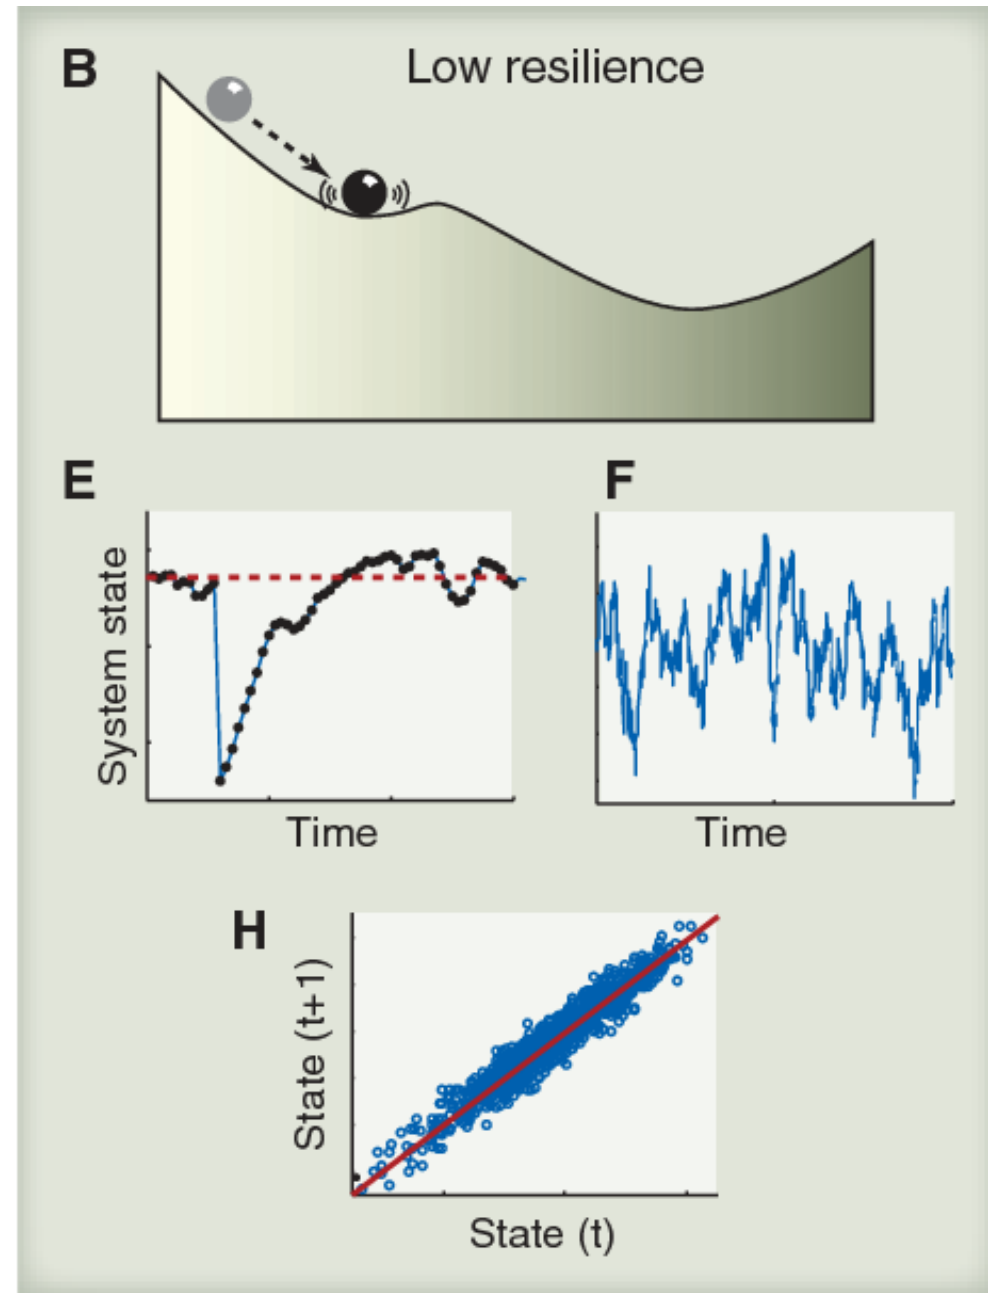 B
Low resilience
E
F
System state
Time
Time
H
State (t+1)
State (t)